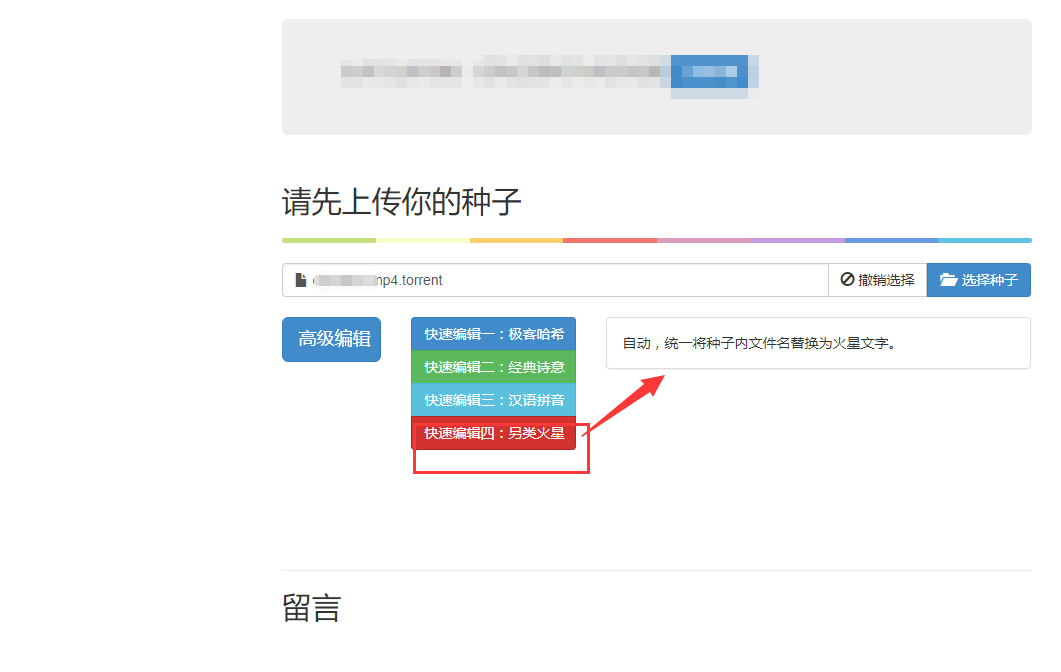 请先上传你的种子
mp4.torrent
撤销选择
选择种子
高级编辑
快速编辑一：极客哈希
快速编辑二：经典诗意
快速编辑三：汉语拼音
快速编辑四：另类火星
自动，统一将种子内文件名替换为火星文字。
留言